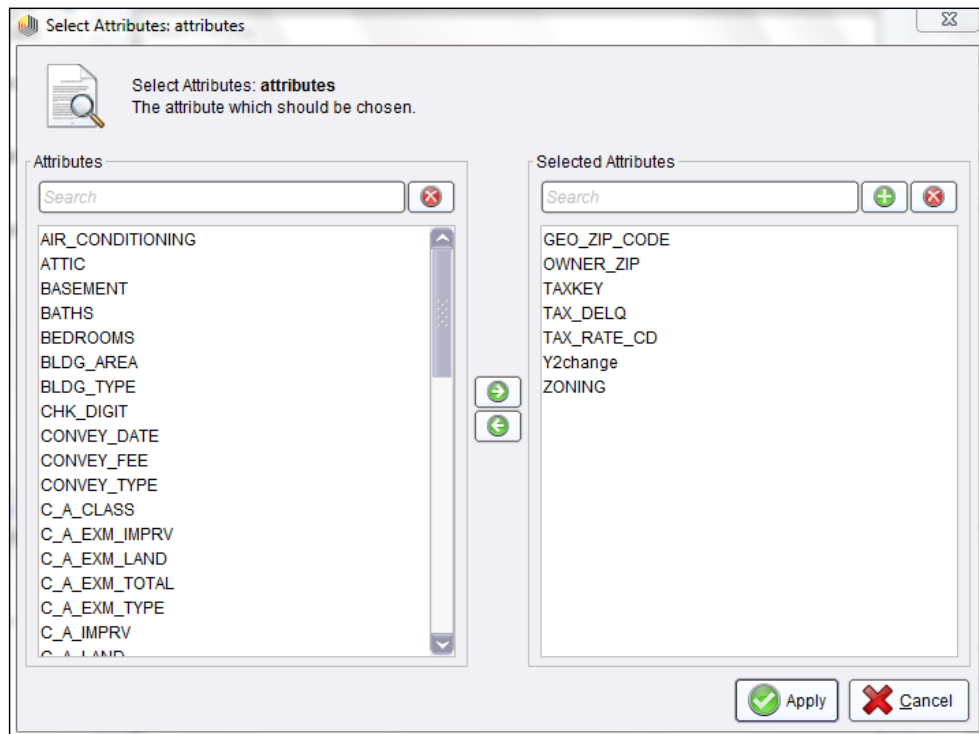 Select Attributes: attributes
Select Attributes: attributes
The attribute which should be chosen.
Attributes
Search
AIR_CONDITIONING
ATTIC
BASEMENT
BATHS
BEDROOMS
BLDG_AREA
BLDG_TYPE
CHK_DIGIT
CONVEY_DATE
CONVEY_FEE
CONVEY_TYPE
C_A_CLASS
C_A_EXM_IMPRV
C_A_EXM_LAND
C_A_EXM_TOTAL
C_A_EXM_TYPE
C_A_IMPRV
C_A_LAND
Selected Attributes
Search
GEO_ZIP_CODE
OWNER_ZIP
TAXKEY
TAX_DELQ
TAX_RATE_CD
Y2change
ZONING
Apply
Cancel